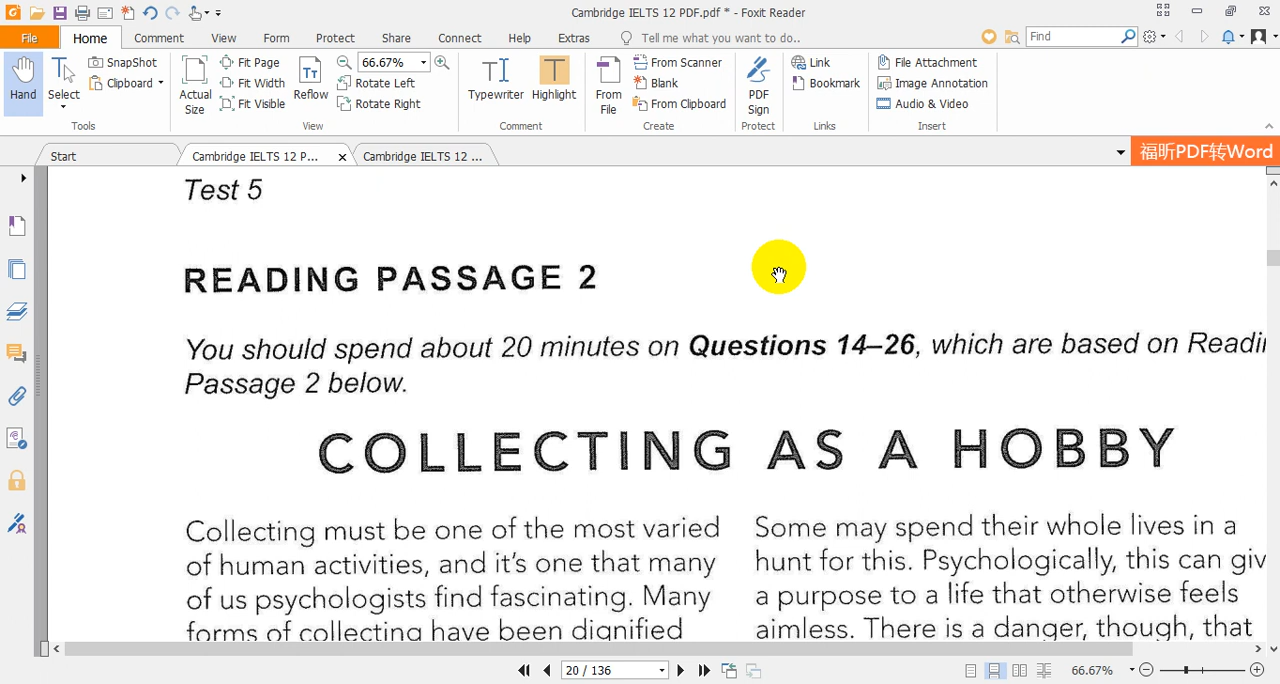 Cambridge IELTS 12 PDF.pdf * - Foxit Reader
File Home Comment View Form Protect Share Connect Help Extras Tell me what you want to do.. Find
Hand
Select
SnapShot
Clipboard
Tools
Actual Size
Fit Page
Fit Width
Fit Visible
Reflow
66.67%
Rotate Left
Rotate Right
View
Typewriter
Highlight
Comment
From File
From Scanner
Blank
From Clipboard
Create
PDF Sign
Protect
Link
Bookmark
Links
File Attachment
Image Annotation
Audio & Video
Insert
Start Cambridge IELTS 12 P... Cambridge IELTS 12 ... 福昕PDF转Word
Test 5
READING PASSAGE 2
You should spend about 20 minutes on Questions 14–26, which are based on Readi
Passage 2 below.
COLLECTING AS A HOBBY
Collecting must be one of the most varied
of human activities, and it's one that many
of us psychologists find fascinating. Many
forms of collecting have been dignified
Some may spend their whole lives in a
hunt for this. Psychologically, this can giv
a purpose to a life that otherwise feels
aimless. There is a danger, though, that
20 / 136 66.67%